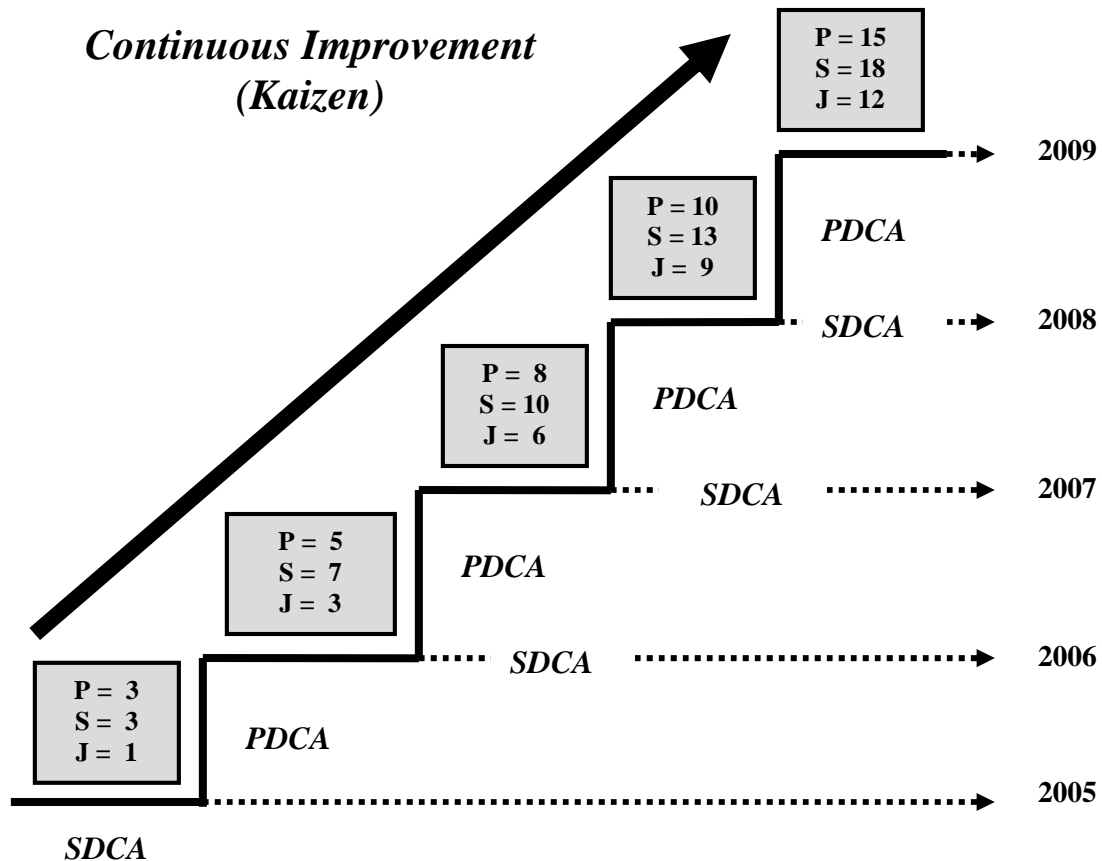 Continuous Improvement
(Kaizen)
P = 15
S = 18
J = 12
2009
P = 10
S = 13
J = 9
PDCA
SDCA
2008
P = 8
S = 10
J = 6
PDCA
SDCA
2007
P = 5
S = 7
J = 3
PDCA
SDCA
2006
P = 3
S = 3
J = 1
PDCA
2005
SDCA